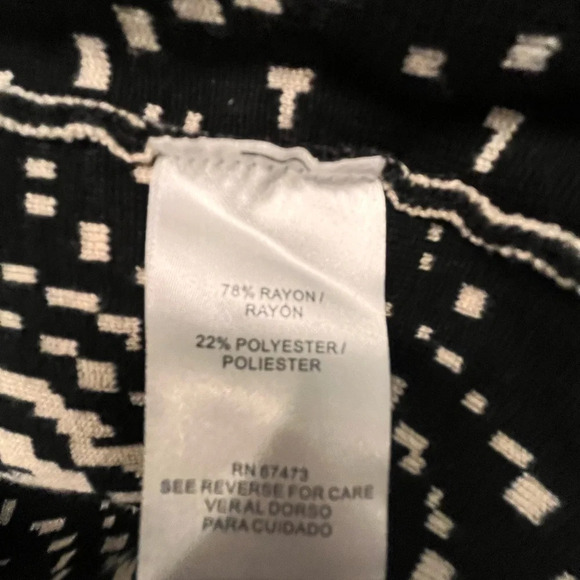 78% RAYON/
RAYÓN
22% POLYESTER/
POLIESTER
RN 67473
SEE REVERSE FOR CARE
VER AL DORSO
PARA CUIDADO